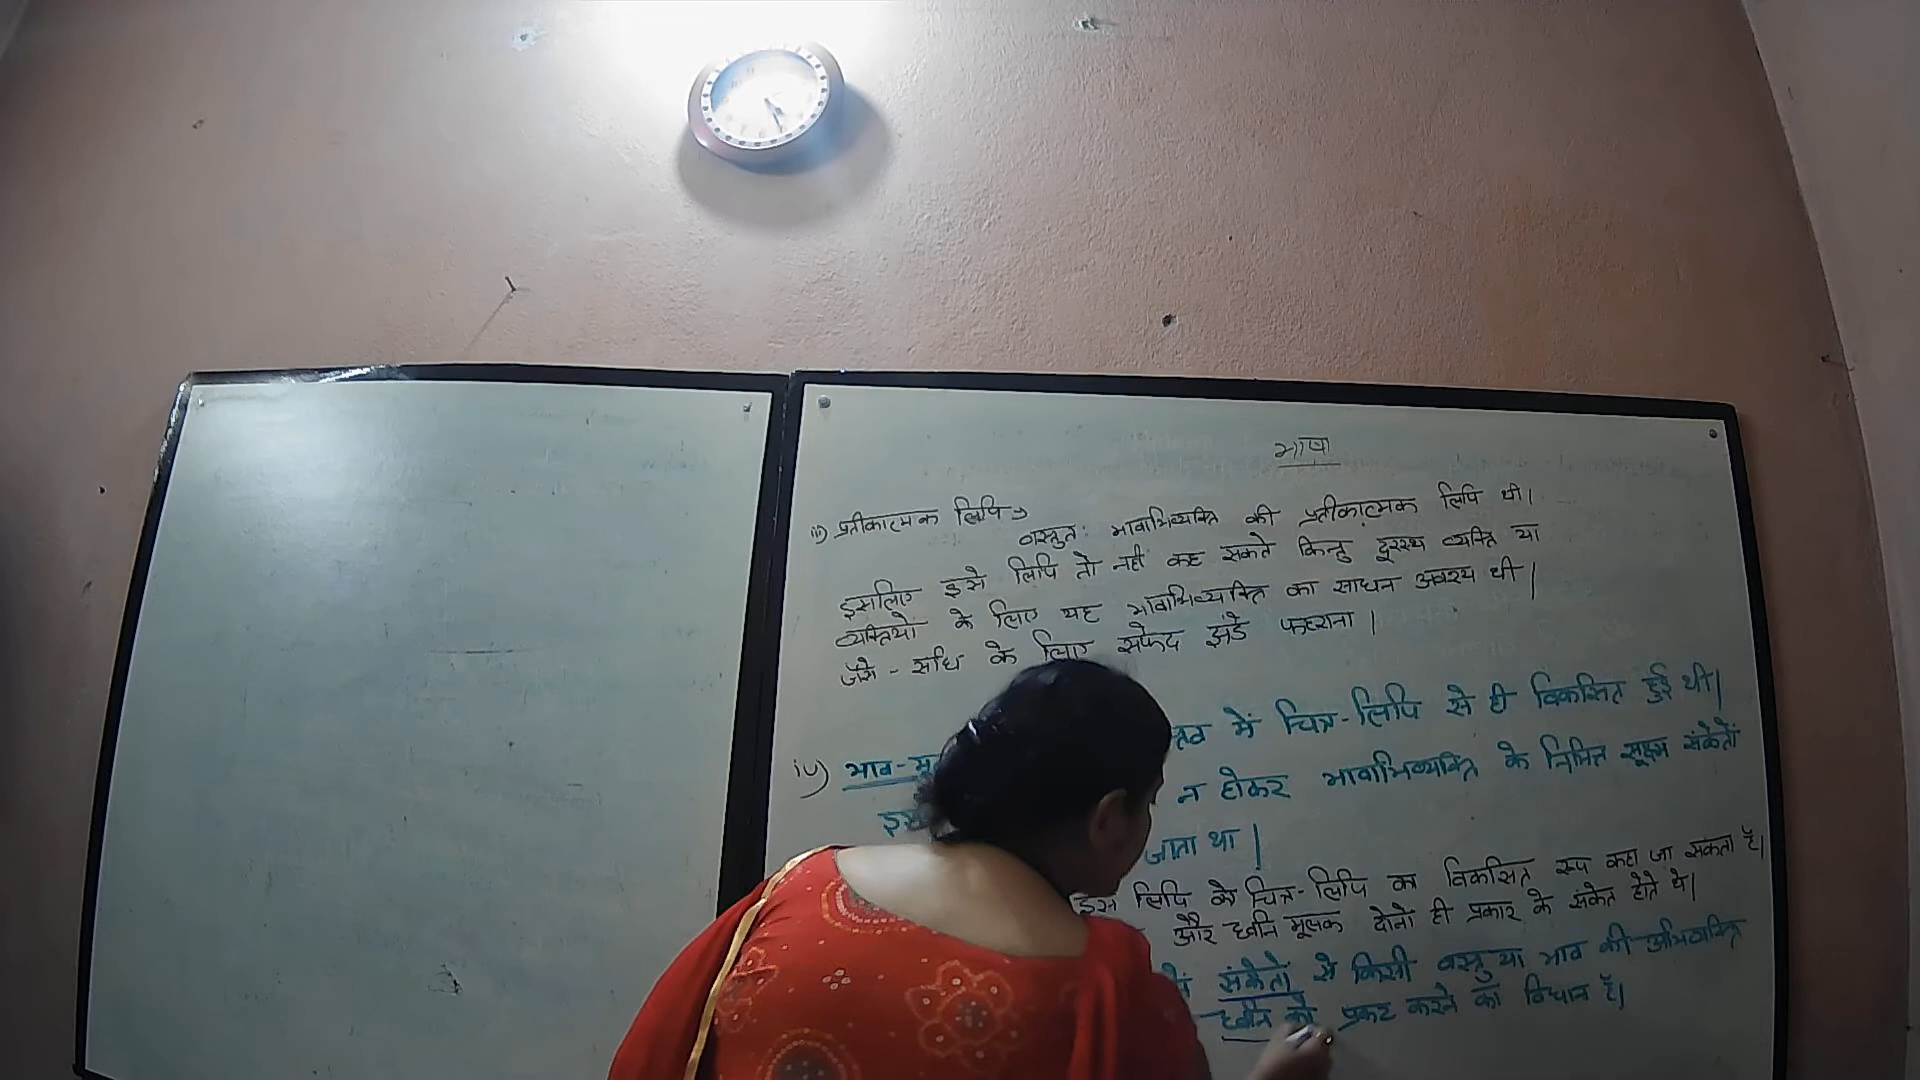 भाषा
iii) प्रतीकात्मक लिपि →
वस्तुत: भावाभिव्यक्ति की प्रतीकात्मक लिपि थी।
इसलिए इसे लिपि तो नही कह सकते किन्तु दूरस्थ व्यक्ति या
व्यक्तियो के लिए यह भावाभिव्यक्ति का साधन अवश्य थी।
जैसे - संधि के लिए सफेद झंडे फहराना।
iv) भाव-मू
में चित्र-लिपि से ही विकसित हुई थी।
न होकर भावाभिव्यक्ति के निमित्त सूक्ष्म संकेतों
जाता था।
इस लिपि को चित्र-लिपि का विकसित रूप कहा जा सकता है।
और ध्वनि मूलक दोनो ही प्रकार के संकेत होते थे।
में संकेतों से किसी वस्तु या भाव की अभिव्यक्ति
ध्वनि को प्रकट करने का विधान है।